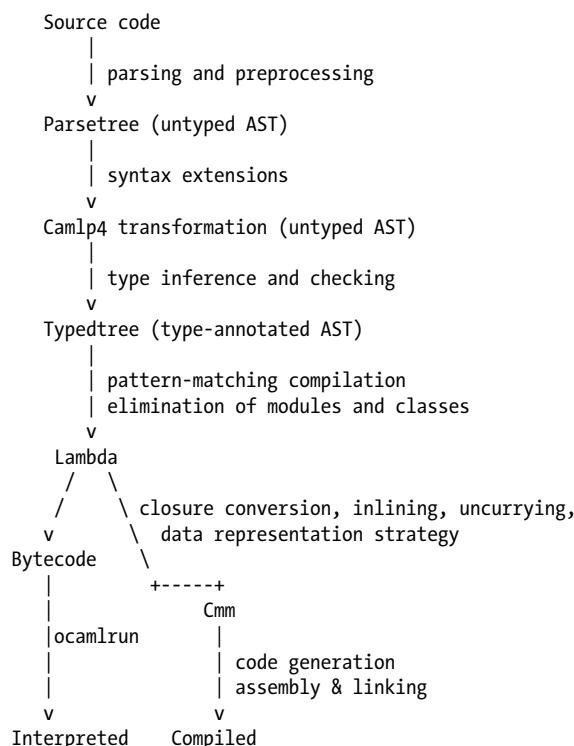 Source code
|
| parsing and preprocessing
v
Parsetree (untyped AST)
|
| syntax extensions
v
Camlp4 transformation (untyped AST)
|
| type inference and checking
v
Typedtree (type-annotated AST)
|
| pattern-matching compilation
| elimination of modules and classes
v
Lambda
/ \
/ \ closure conversion, inlining, uncurrying,
v \ data representation strategy
Bytecode \
| +-----+
| Cmm
|ocamlrun |
| | code generation
| | assembly & linking
v v
Interpreted Compiled